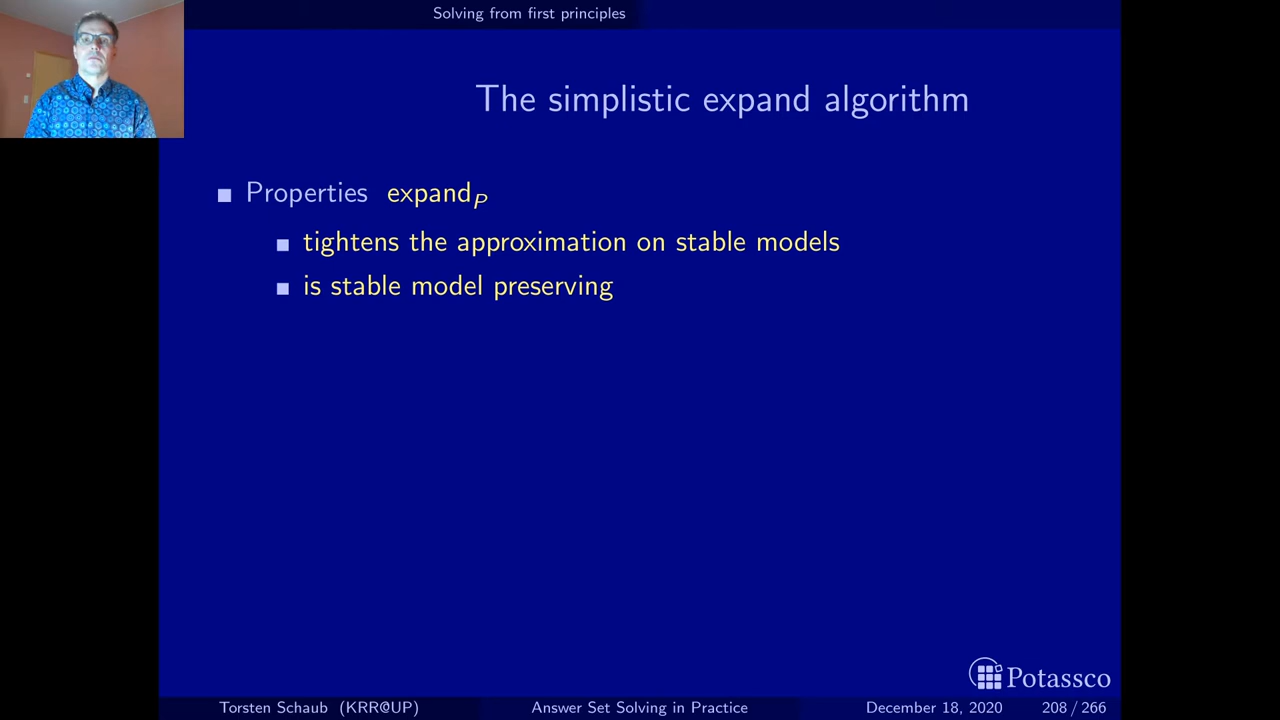 Solving from first principles
The simplistic expand algorithm
Properties expand_P
tightens the approximation on stable models
is stable model preserving
Potassco
Torsten Schaub (KRR@UP) Answer Set Solving in Practice December 18, 2020 208 / 266